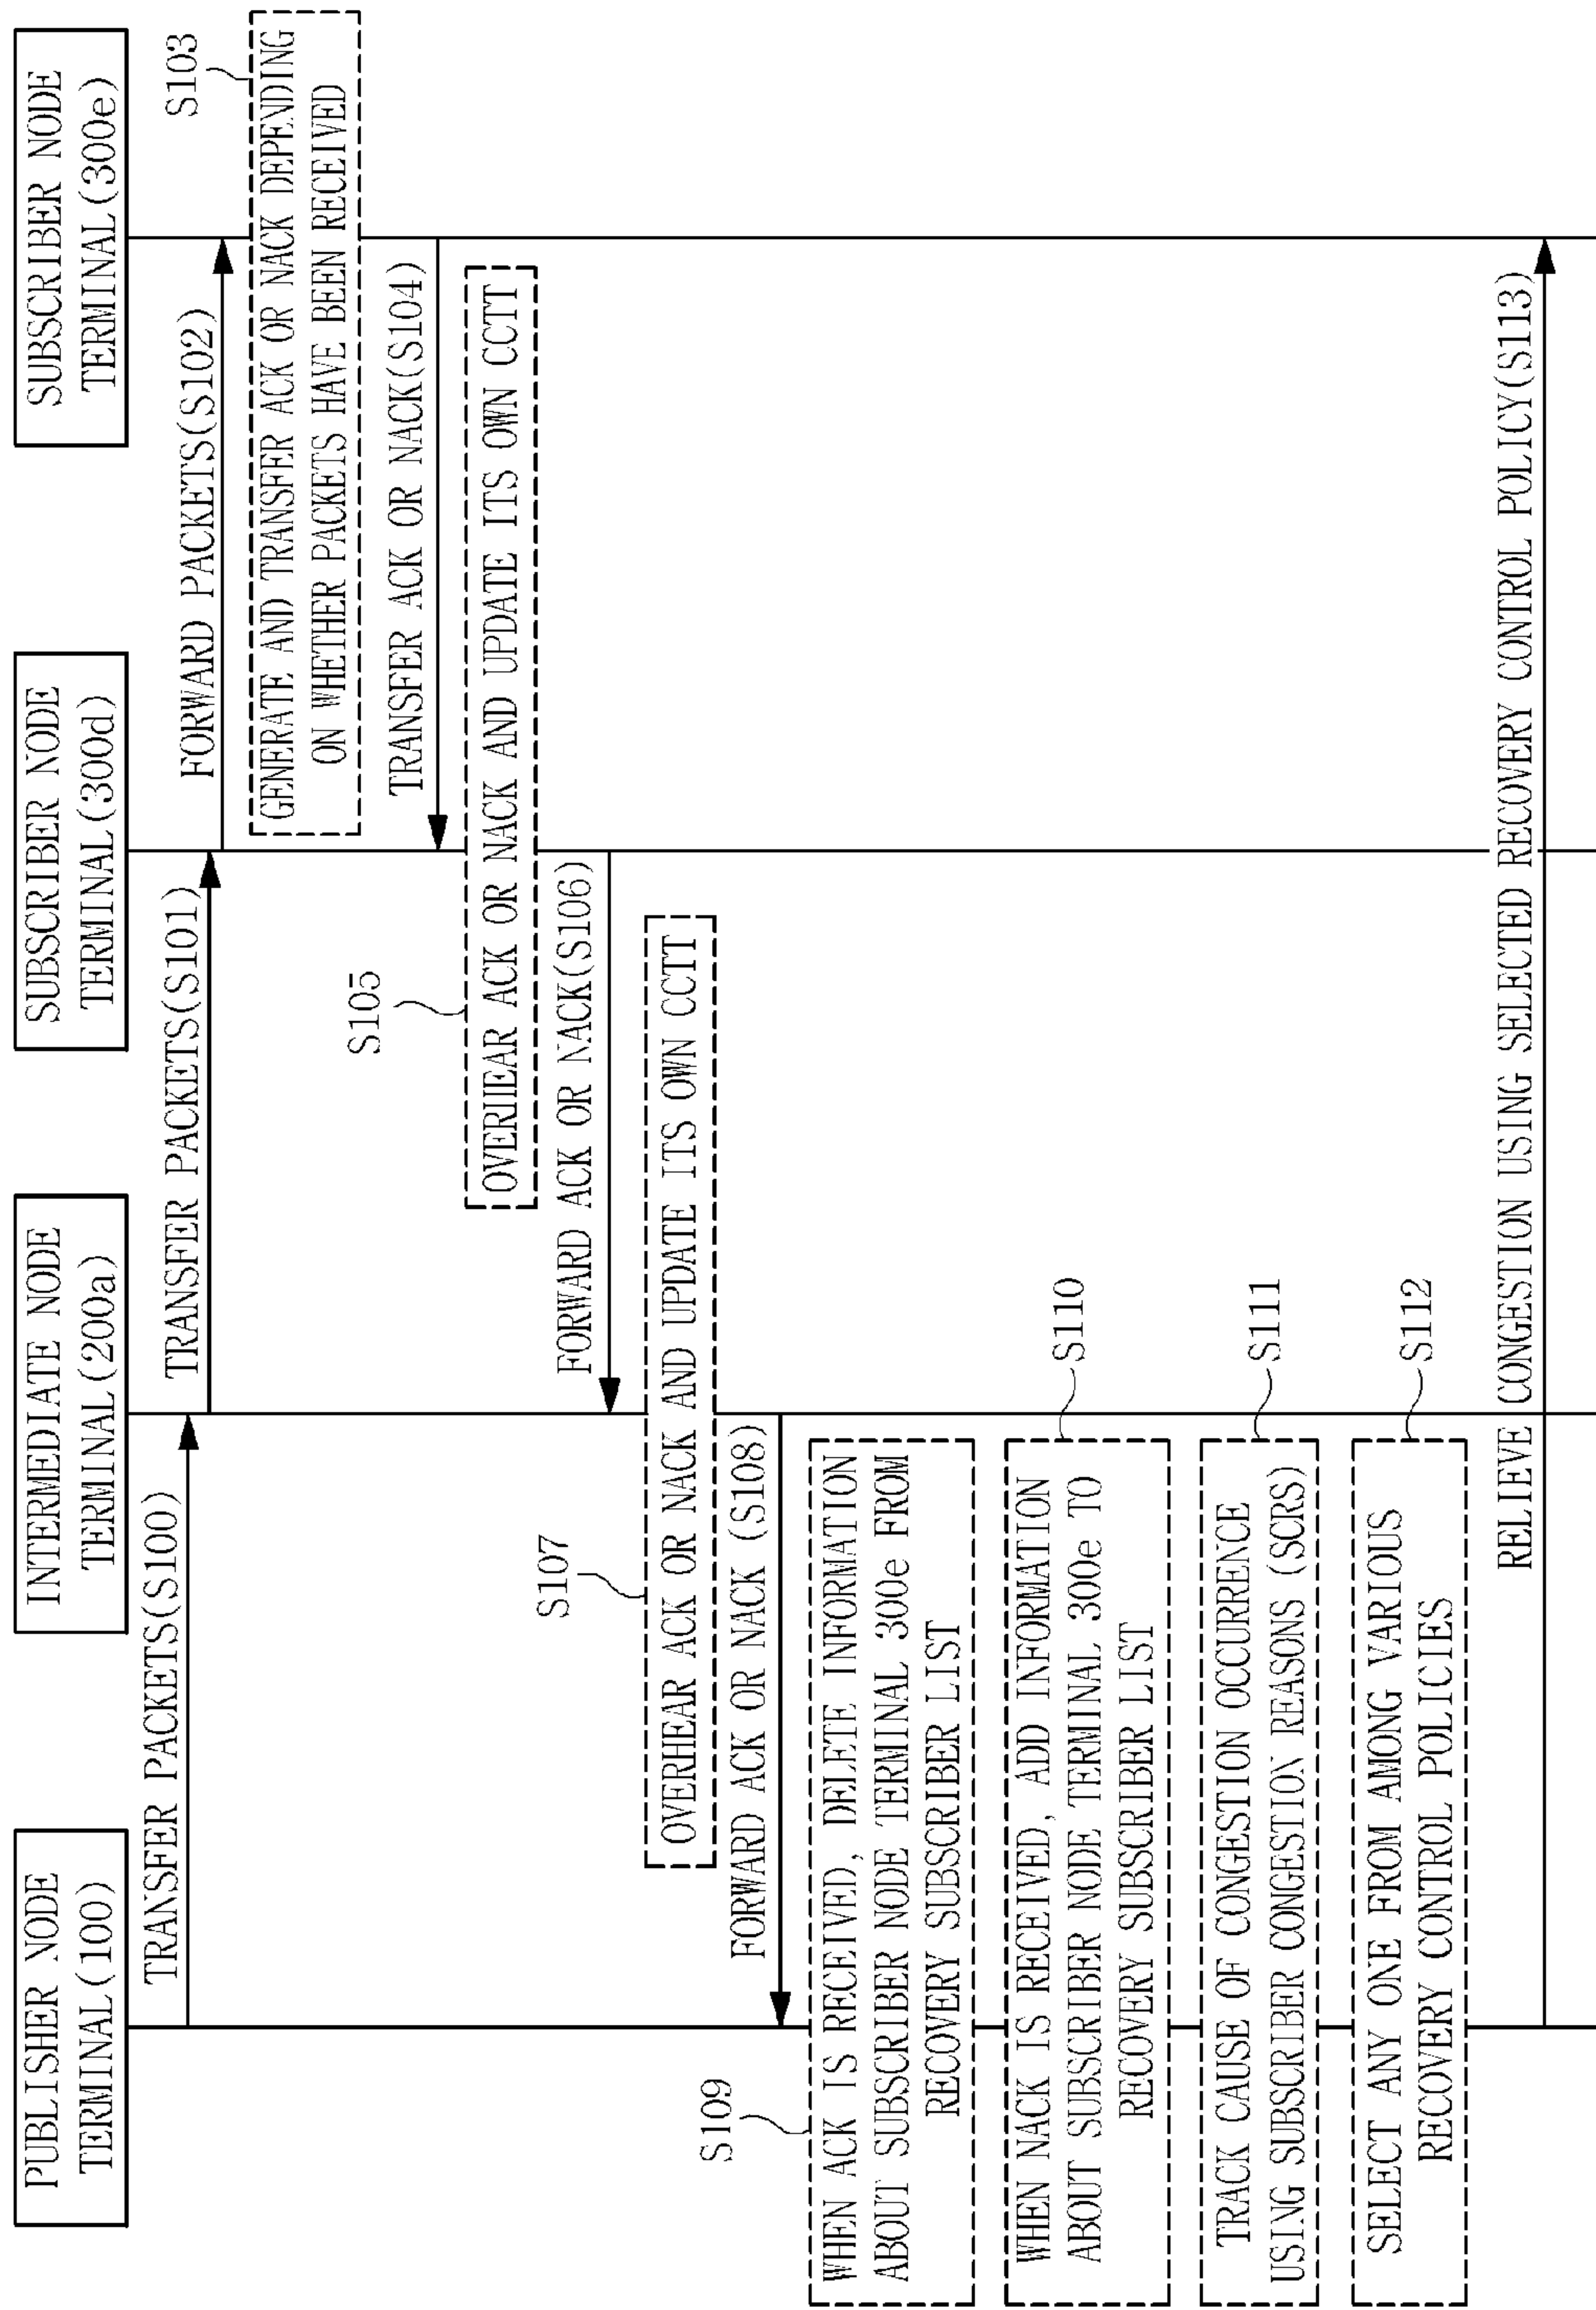 PUBLISHER NODE
TERMINAL(100)
INTERMEDIATE NODE
TERMINAL(200a)
SUBSCRIBER NODE
TERMINAL(300d)
SUBSCRIBER NODE
TERMINAL(300e)
TRANSFER PACKETS(S100)
TRANSFER PACKETS(S101)
FORWARD PACKETS(S102)
S103
GENERATE AND TRANSFER ACK OR NACK DEPENDING
ON WHETHER PACKETS HAVE BEEN RECEIVED
TRANSFER ACK OR NACK(S104)
S105
OVERHEAR ACK OR NACK AND UPDATE ITS OWN CCTT
FORWARD ACK OR NACK(S106)
S107
OVERHEAR ACK OR NACK AND UPDATE ITS OWN CCTT
FORWARD ACK OR NACK (S108)
S109
WHEN ACK IS RECEIVED, DELETE INFORMATION
ABOUT SUBSCRIBER NODE TERMINAL 300e FROM
RECOVERY SUBSCRIBER LIST
S110
WHEN NACK IS RECEIVED, ADD INFORMATION
ABOUT SUBSCRIBER NODE TERMINAL 300e TO
RECOVERY SUBSCRIBER LIST
S111
TRACK CAUSE OF CONGESTION OCCURRENCE
USING SUBSCRIBER CONGESTION REASONS (SCRS)
S112
SELECT ANY ONE FROM AMONG VARIOUS
RECOVERY CONTROL POLICIES
RELIEVE CONGESTION USING SELECTED RECOVERY CONTROL POLICY(S113)